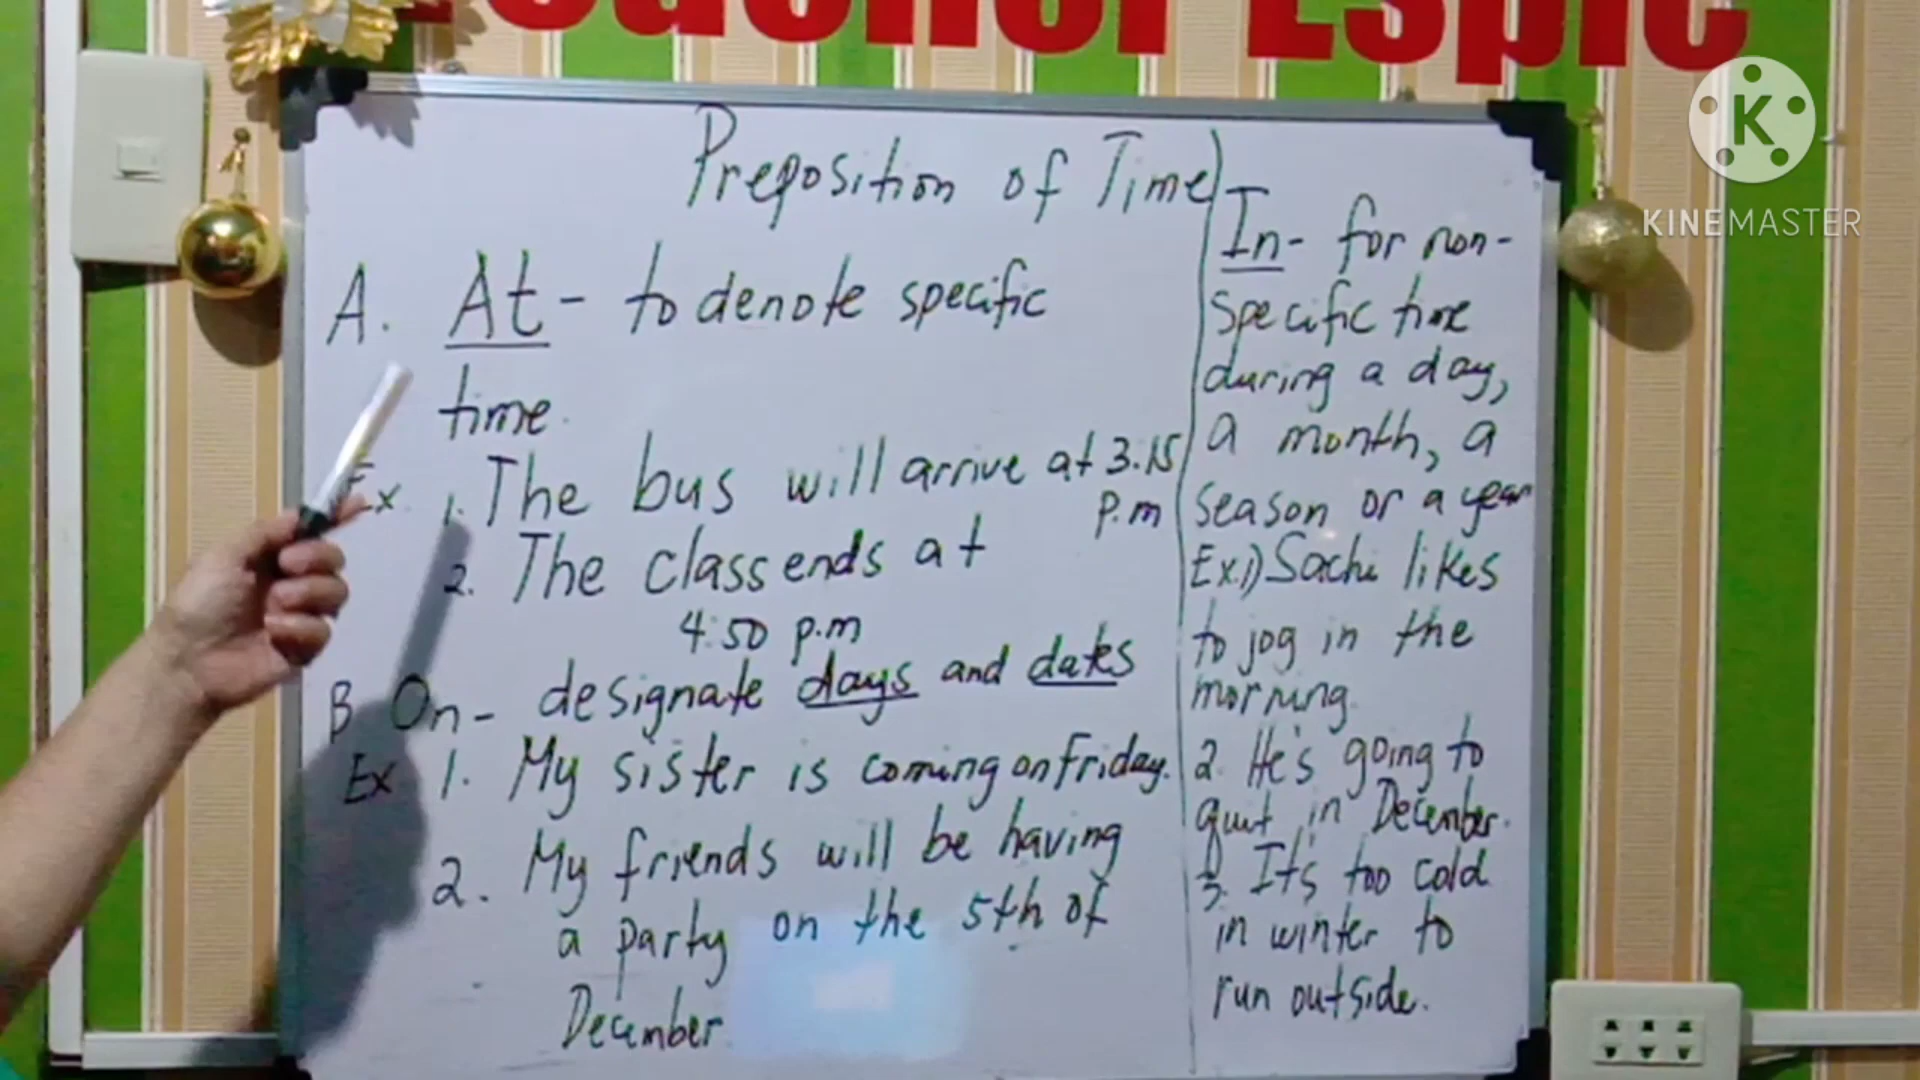 Teacher Espie
K
KINEMASTER
Preposition of Time
A. At - to denote specific
time.
Ex. 1. The bus will arrive at 3.15
p.m
2. The class ends at
4:50 p.m
B On - designate days and dates
Ex 1. My sister is coming on Friday.
2. My friends will be having
a party on the 5th of
December
In - for non-
specific time
during a day,
a month, a
season or a year
Ex.1) Sachi likes
to jog in the
morning.
2. He's going to
quit in December.
3. It's too cold
in winter to
run outside.